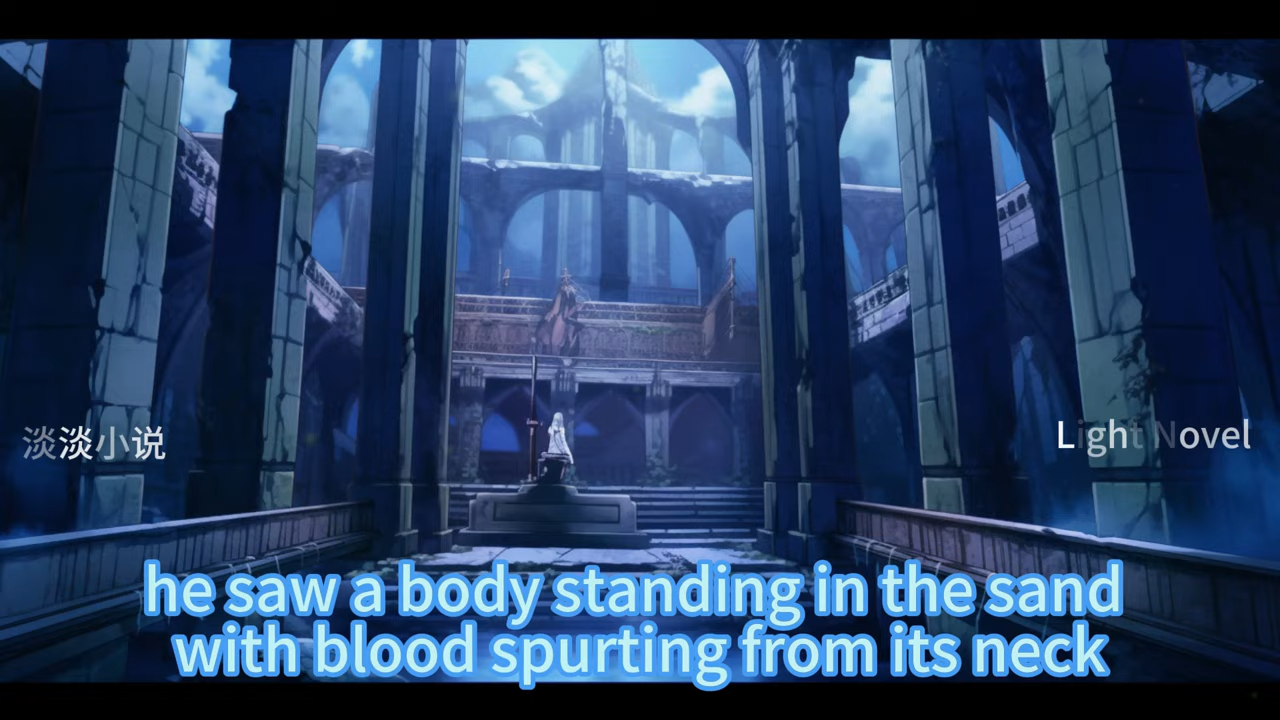 淡淡小说
Light Novel
he saw a body standing in the sand
with blood spurting from its neck